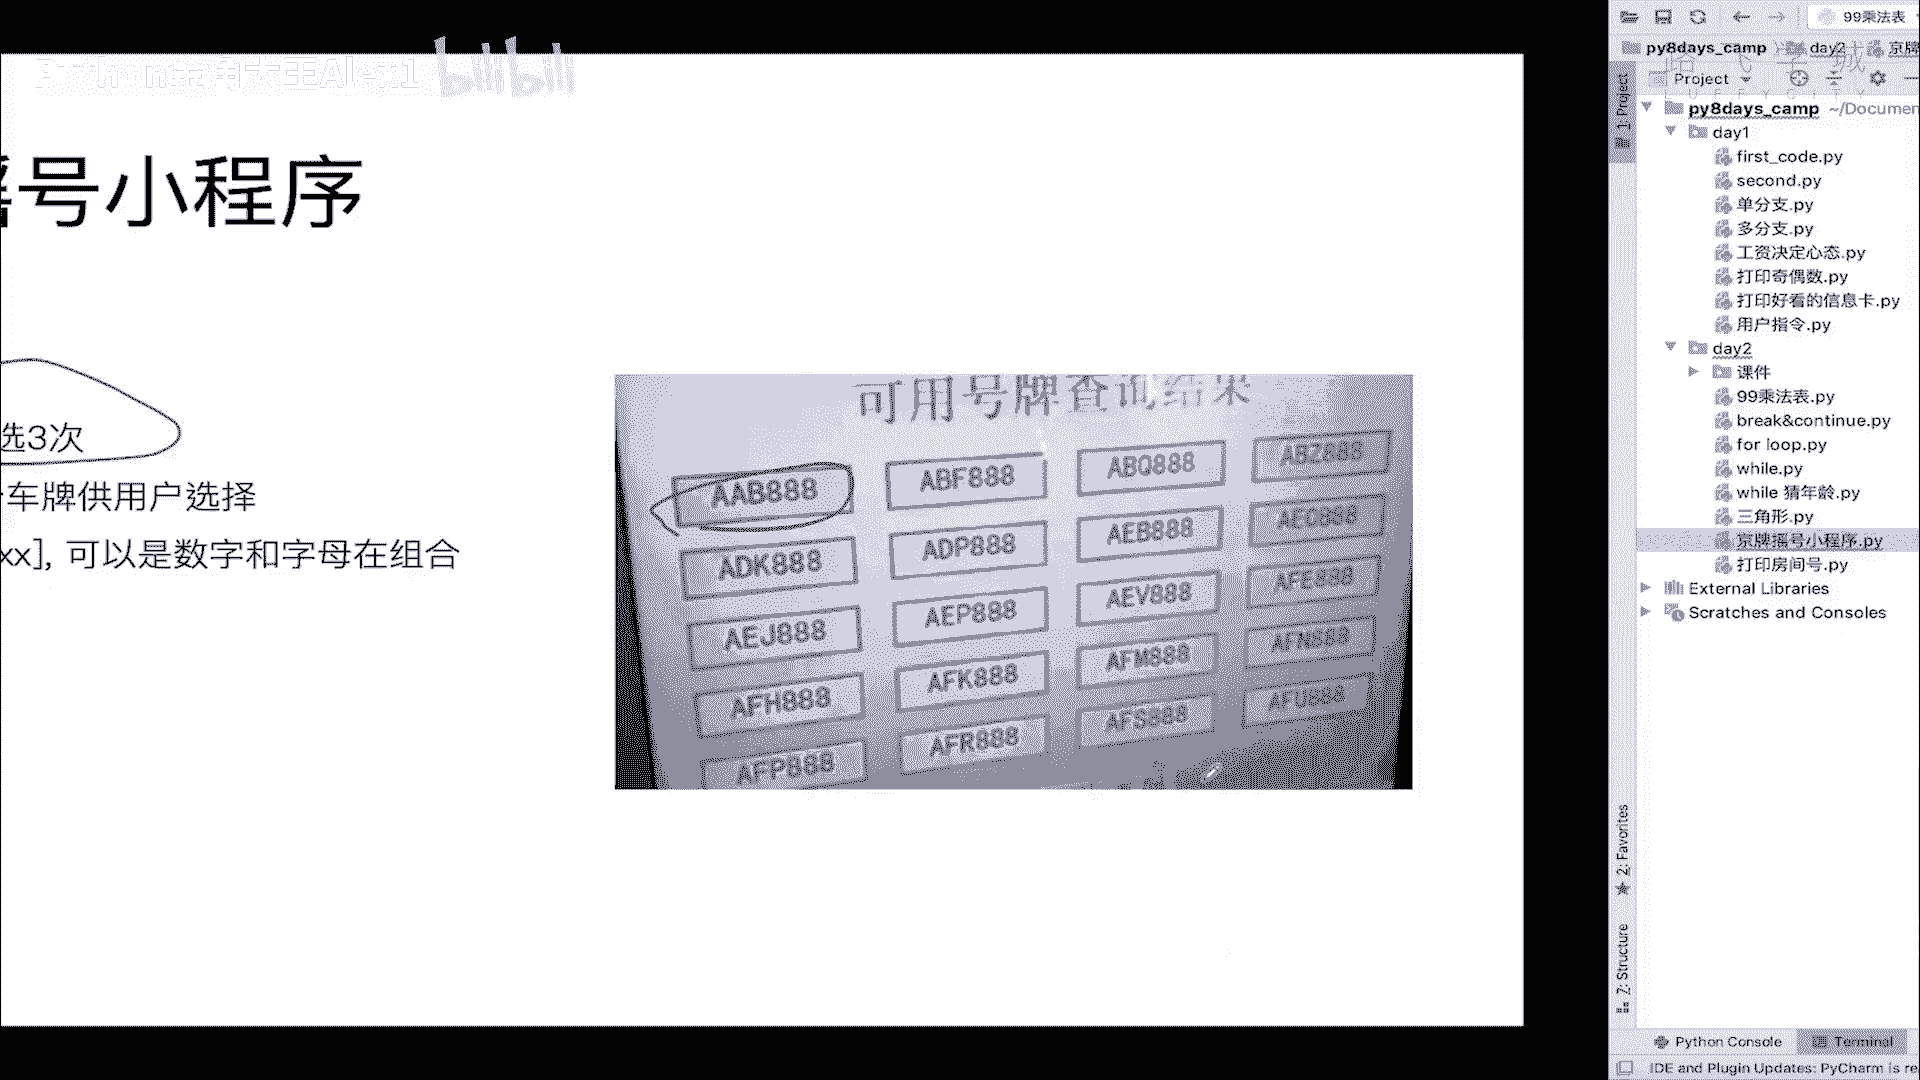 bilibili
号小程序
选3次
车牌供用户选择
xx], 可以是数字和字母在组合
可用号牌查询结果
AAB888 ABF888 ABQ888 ABZ888
ADK888 ADP888 AEB888 AEC888
AEJ888 AEP888 AEV888 AFE888
AFH888 AFK888 AFM888 AFN888
AFP888 AFR888 AFS888 AFU888
99乘法表
py8days_camp day2 京牌
Project
1: Project
py8days_camp ~/Documen
day1
first_code.py
second.py
单分支.py
多分支.py
工资决定心态.py
打印奇偶数.py
打印好看的信息卡.py
用户指令.py
day2
课件
99乘法表.py
break&continue.py
for loop.py
while.py
while 猜年龄.py
三角形.py
京牌摇号小程序.py
打印房间号.py
External Libraries
Scratches and Consoles
2: Favorites
7: Structure
Python Console Terminal
IDE and Plugin Updates: PyCharm is re